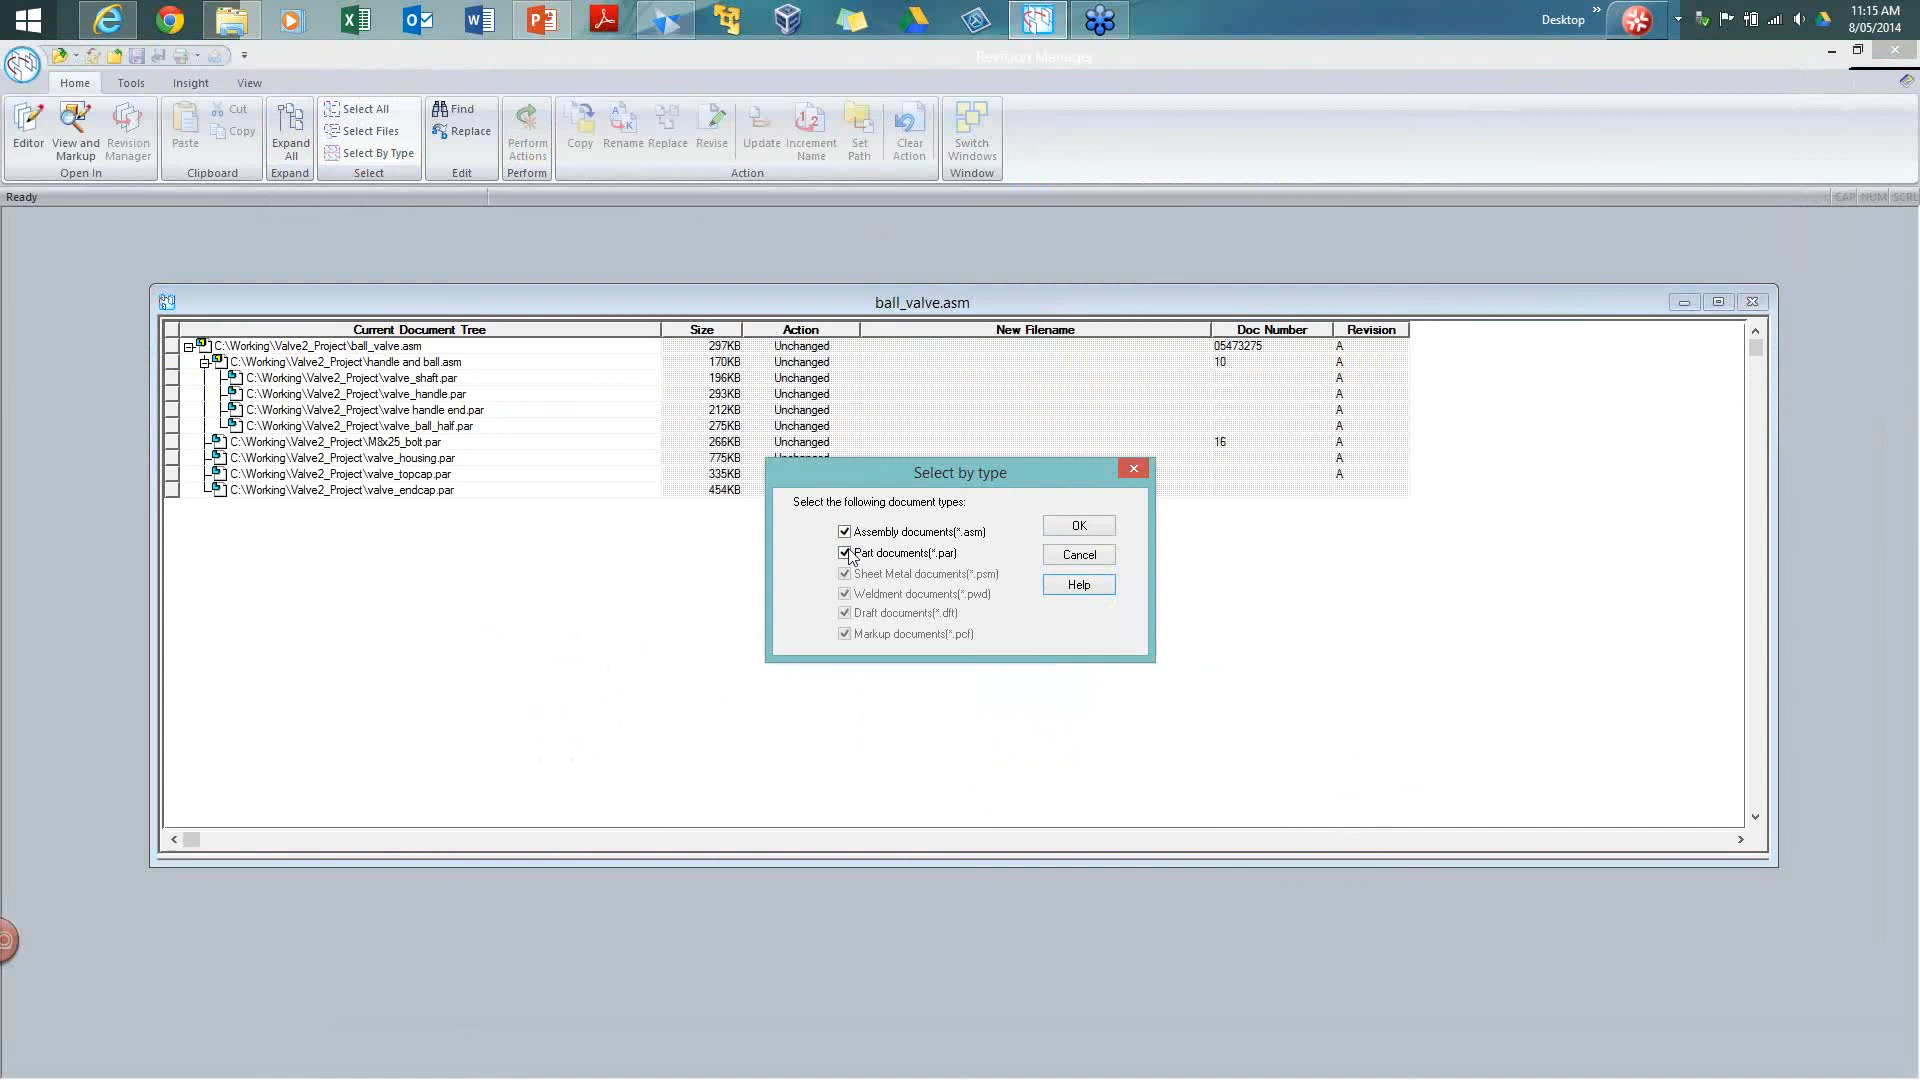 Desktop
»
11:15 AM
8/05/2014
Revision Manager
Home Tools Insight View
Editor
View and Markup
Revision Manager
Open In
Paste
Cut
Copy
Clipboard
Expand All
Expand
Select All
Select Files
Select By Type
Select
Find
Replace
Edit
Perform Actions
Perform
Copy
Rename
Replace
Revise
Update
Increment Name
Set Path
Clear Action
Action
Switch Windows
Window
Ready
CAP NUM SCRL
ball_valve.asm
Current Document Tree Size Action New Filename Doc Number Revision
C:\Working\Valve2_Project\ball_valve.asm 297KB Unchanged 05473275 A
C:\Working\Valve2_Project\handle and ball.asm 170KB Unchanged 10 A
C:\Working\Valve2_Project\valve_shaft.par 196KB Unchanged A
C:\Working\Valve2_Project\valve_handle.par 293KB Unchanged A
C:\Working\Valve2_Project\valve handle end.par 212KB Unchanged A
C:\Working\Valve2_Project\valve_ball_half.par 275KB Unchanged A
C:\Working\Valve2_Project\M8x25_bolt.par 266KB Unchanged 16 A
C:\Working\Valve2_Project\valve_housing.par 775KB A
C:\Working\Valve2_Project\valve_topcap.par 335KB A
C:\Working\Valve2_Project\valve_endcap.par 454KB
Select by type
Select the following document types:
Assembly documents(*.asm)
Part documents(*.par)
Sheet Metal documents(*.psm)
Weldment documents(*.pwd)
Draft documents(*.dft)
Markup documents(*.pcf)
OK
Cancel
Help